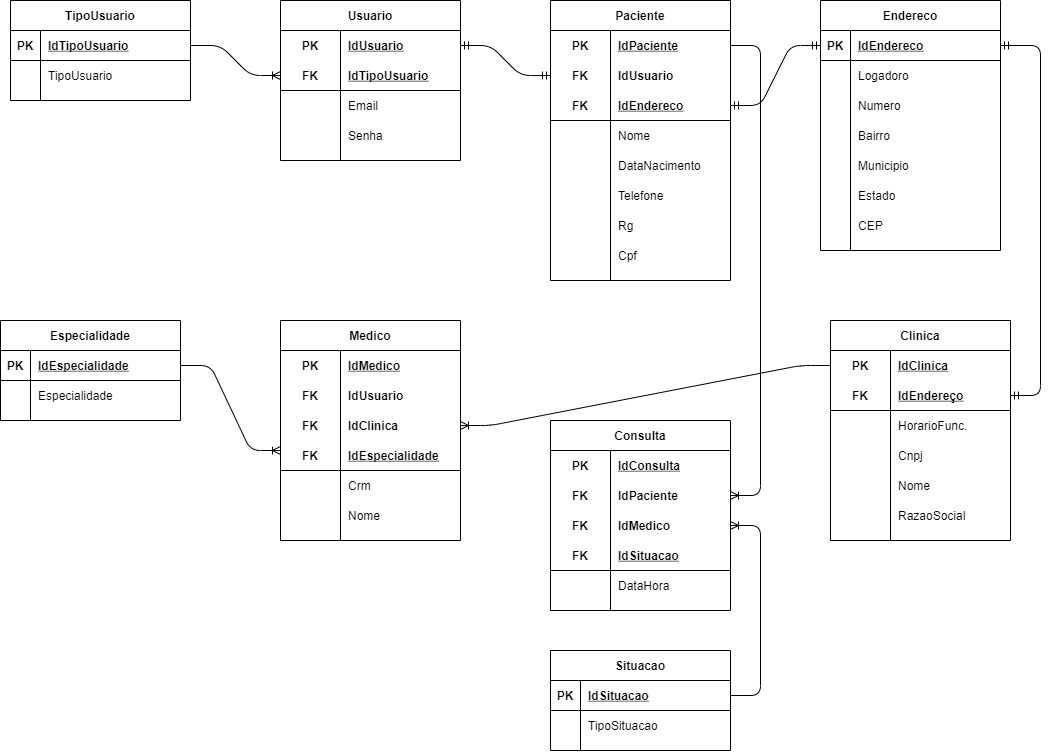 TipoUsuario
PK IdTipoUsuario
TipoUsuario
Usuario
PK IdUsuario
FK IdTipoUsuario
Email
Senha
Paciente
PK IdPaciente
FK IdUsuario
FK IdEndereco
Nome
DataNacimento
Telefone
Rg
Cpf
Endereco
PK IdEndereco
Logadoro
Numero
Bairro
Municipio
Estado
CEP
Especialidade
PK IdEspecialidade
Especialidade
Medico
PK IdMedico
FK IdUsuario
FK IdClinica
FK IdEspecialidade
Crm
Nome
Consulta
PK IdConsulta
FK IdPaciente
FK IdMedico
FK IdSituacao
DataHora
Clinica
PK IdClinica
FK IdEndereço
HorarioFunc.
Cnpj
Nome
RazaoSocial
Situacao
PK IdSituacao
TipoSituacao